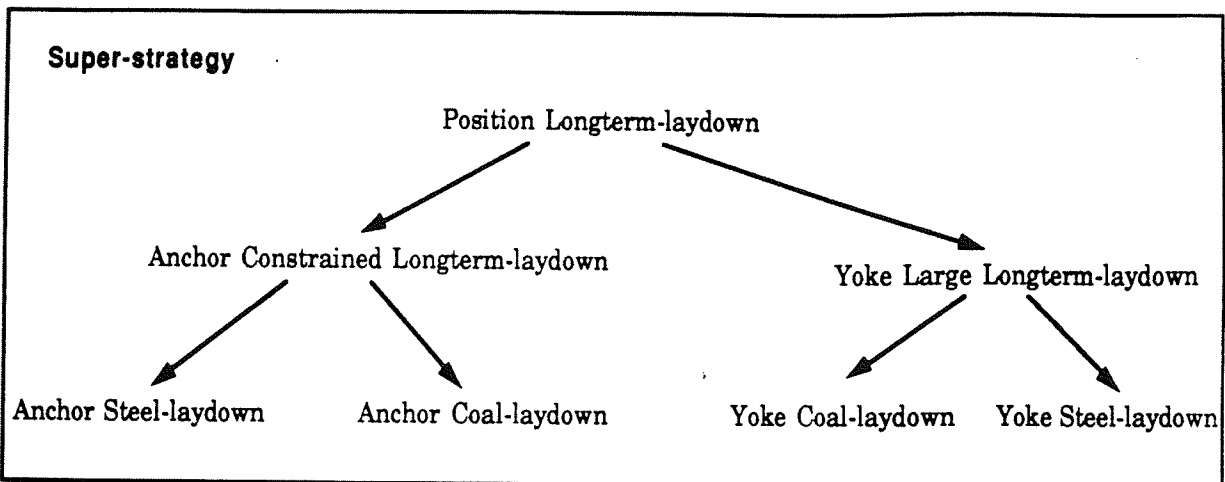 Super-strategy
Position Longterm-laydown
Anchor Constrained Longterm-laydown
Yoke Large Longterm-laydown
Anchor Steel-laydown
Anchor Coal-laydown
Yoke Coal-laydown
Yoke Steel-laydown